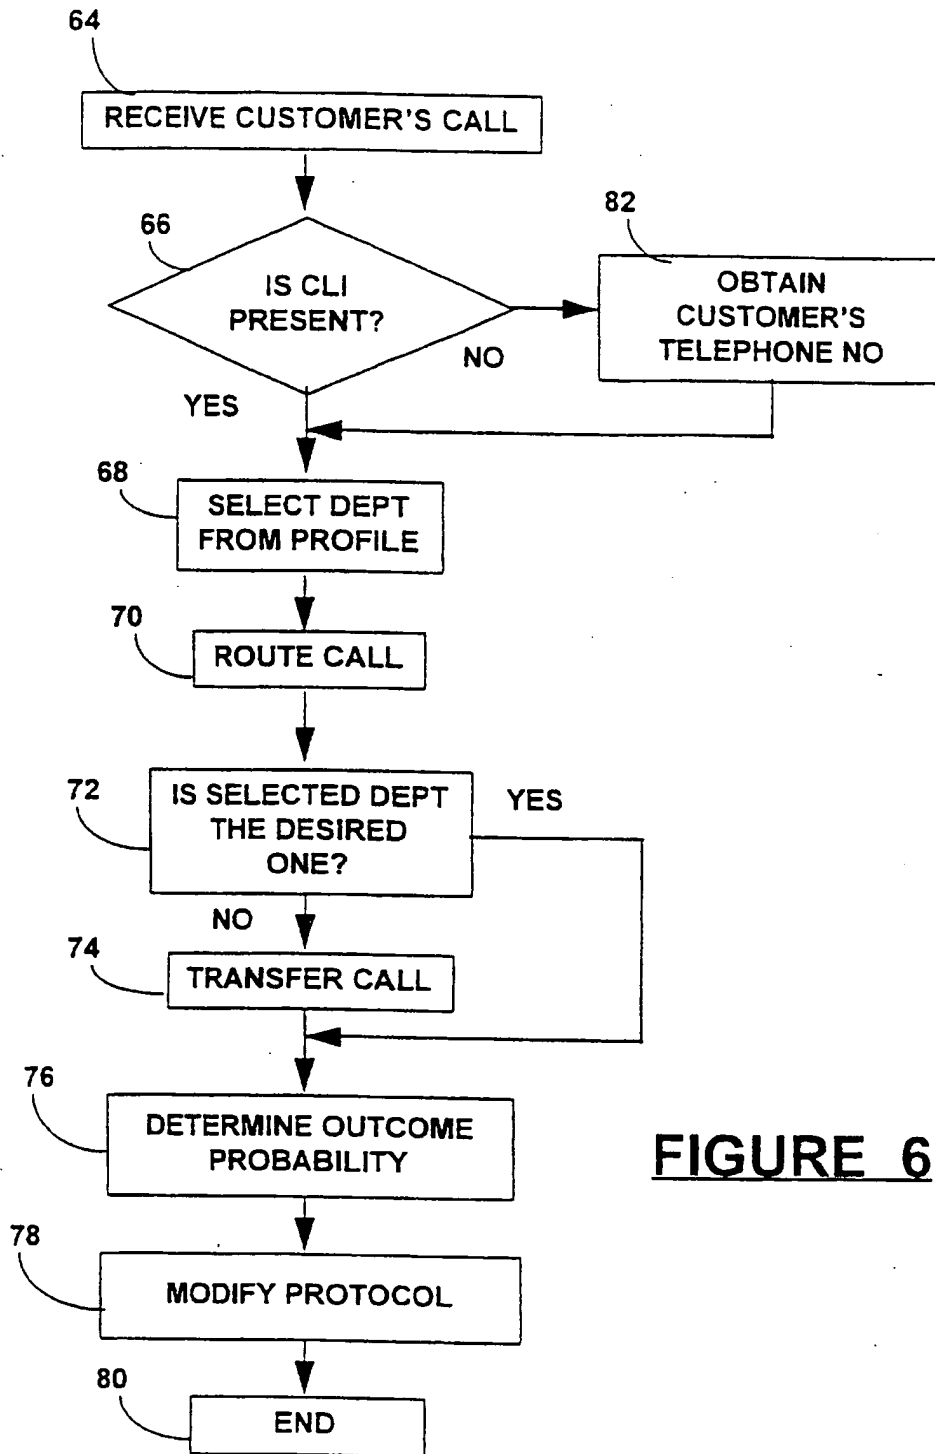 64
RECEIVE CUSTOMER'S CALL
66
IS CLI
PRESENT?
NO
YES
82
OBTAIN
CUSTOMER'S
TELEPHONE NO
68
SELECT DEPT
FROM PROFILE
70
ROUTE CALL
72
IS SELECTED DEPT
THE DESIRED
ONE?
YES
NO
74
TRANSFER CALL
76
DETERMINE OUTCOME
PROBABILITY
FIGURE 6
78
MODIFY PROTOCOL
80
END